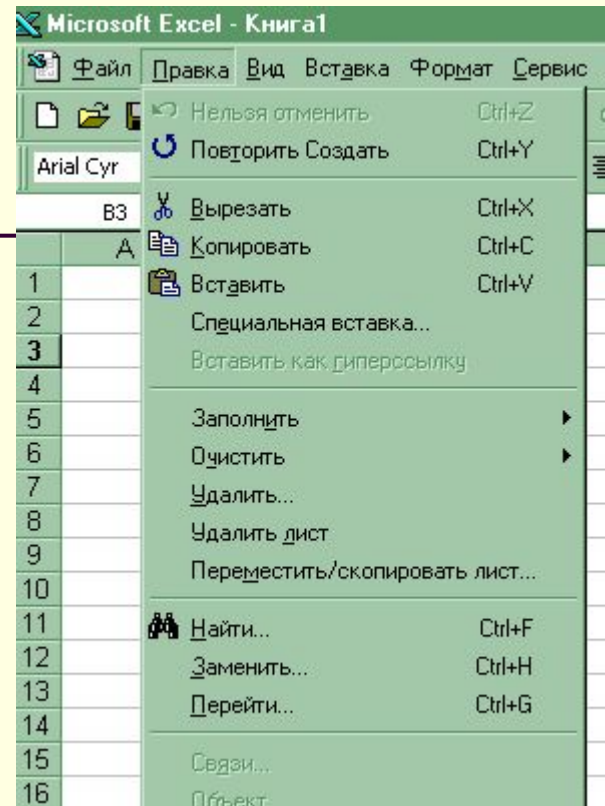 Microsoft Excel - Книга1
Файл Правка Вид Вставка Формат Сервис
Нельзя отменить Ctrl+Z
Повторить Создать Ctrl+Y
Arial Cyr
Вырезать Ctrl+X
B3
Копировать Ctrl+C
A
Вставить Ctrl+V
1
Специальная вставка...
2
Вставить как гиперссылку
3
4
Заполнить
5
Очистить
6
Удалить...
7
Удалить лист
8
Переместить/скопировать лист...
9
10
Найти... Ctrl+F
11
Заменить... Ctrl+H
12
Перейти... Ctrl+G
13
14
Связи...
15
Объект
16